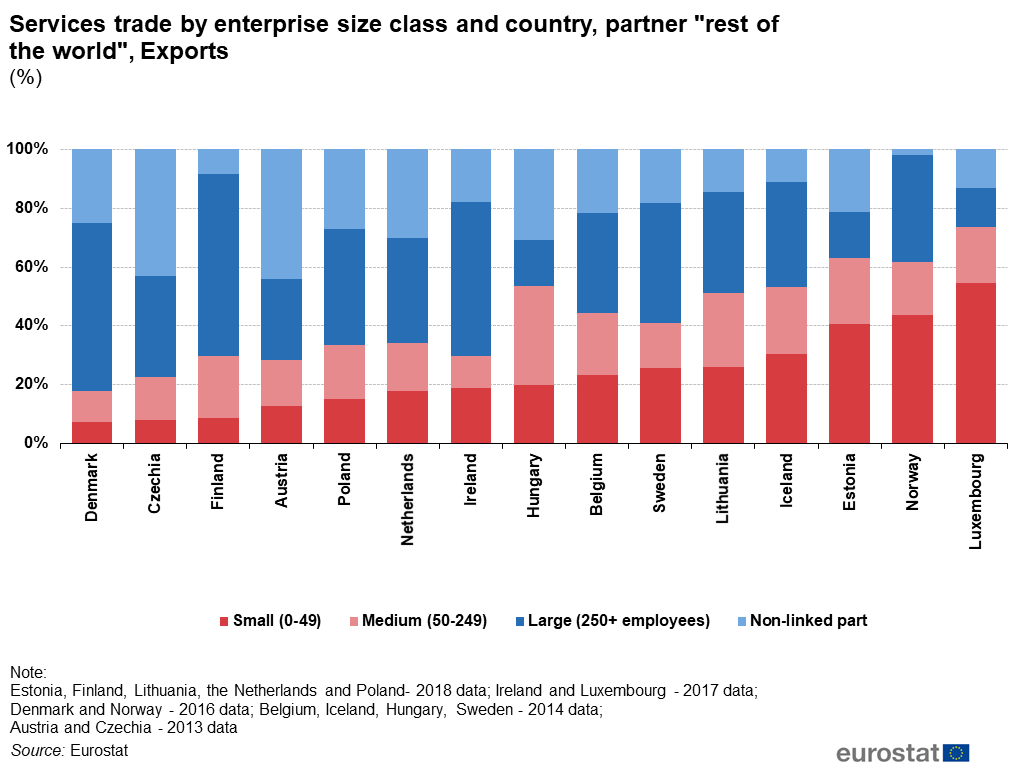 Services trade by enterprise size class and country, partner "rest of
the world", Exports
(%)
100%
80%
60%
40%
20%
0%
Denmark
Czechia
Finland
Austria
Poland
Netherlands
Ireland
Hungary
Belgium
Sweden
Lithuania
Iceland
Estonia
Norway
Luxembourg
Small (0-49) Medium (50-249) Large (250+ employees) Non-linked part
Note:
Estonia, Finland, Lithuania, the Netherlands and Poland- 2018 data; Ireland and Luxembourg - 2017 data;
Denmark and Norway - 2016 data; Belgium, Iceland, Hungary, Sweden - 2014 data;
Austria and Czechia - 2013 data
Source: Eurostat
eurostat